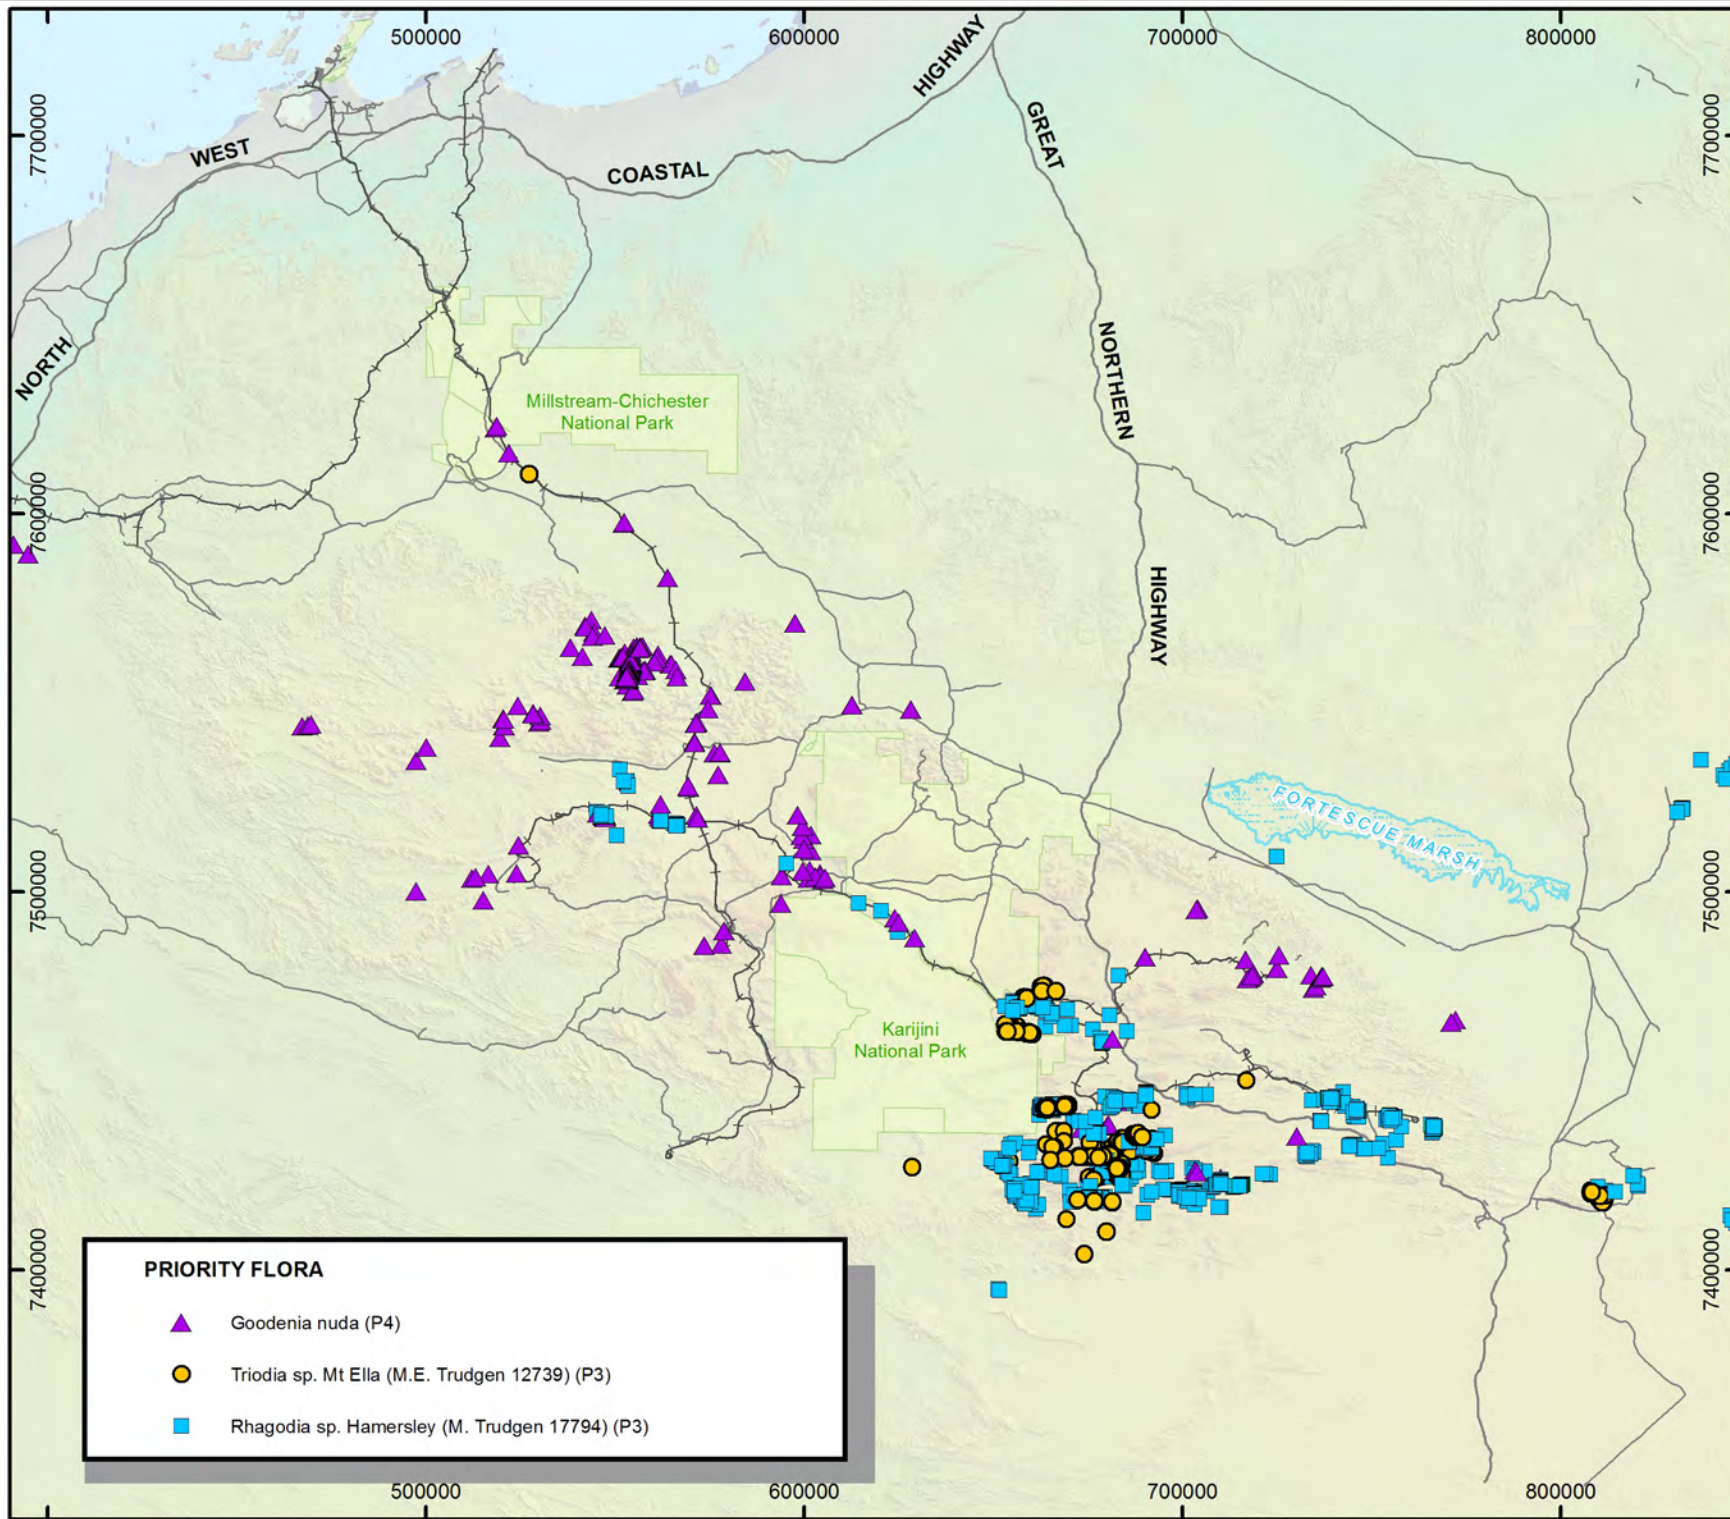 500000
600000
700000
800000
HIGHWAY
GREAT
7700000
7700000
WEST
COASTAL
NORTH
NORTHERN
Millstream-Chichester
National Park
7600000
7600000
HIGHWAY
FORTESCUE MARSH
7500000
7500000
Karijini
National Park
7400000
7400000
PRIORITY FLORA
Goodenia nuda (P4)
Triodia sp. Mt Ella (M.E. Trudgen 12739) (P3)
Rhagodia sp. Hamersley (M. Trudgen 17794) (P3)
500000
600000
700000
800000